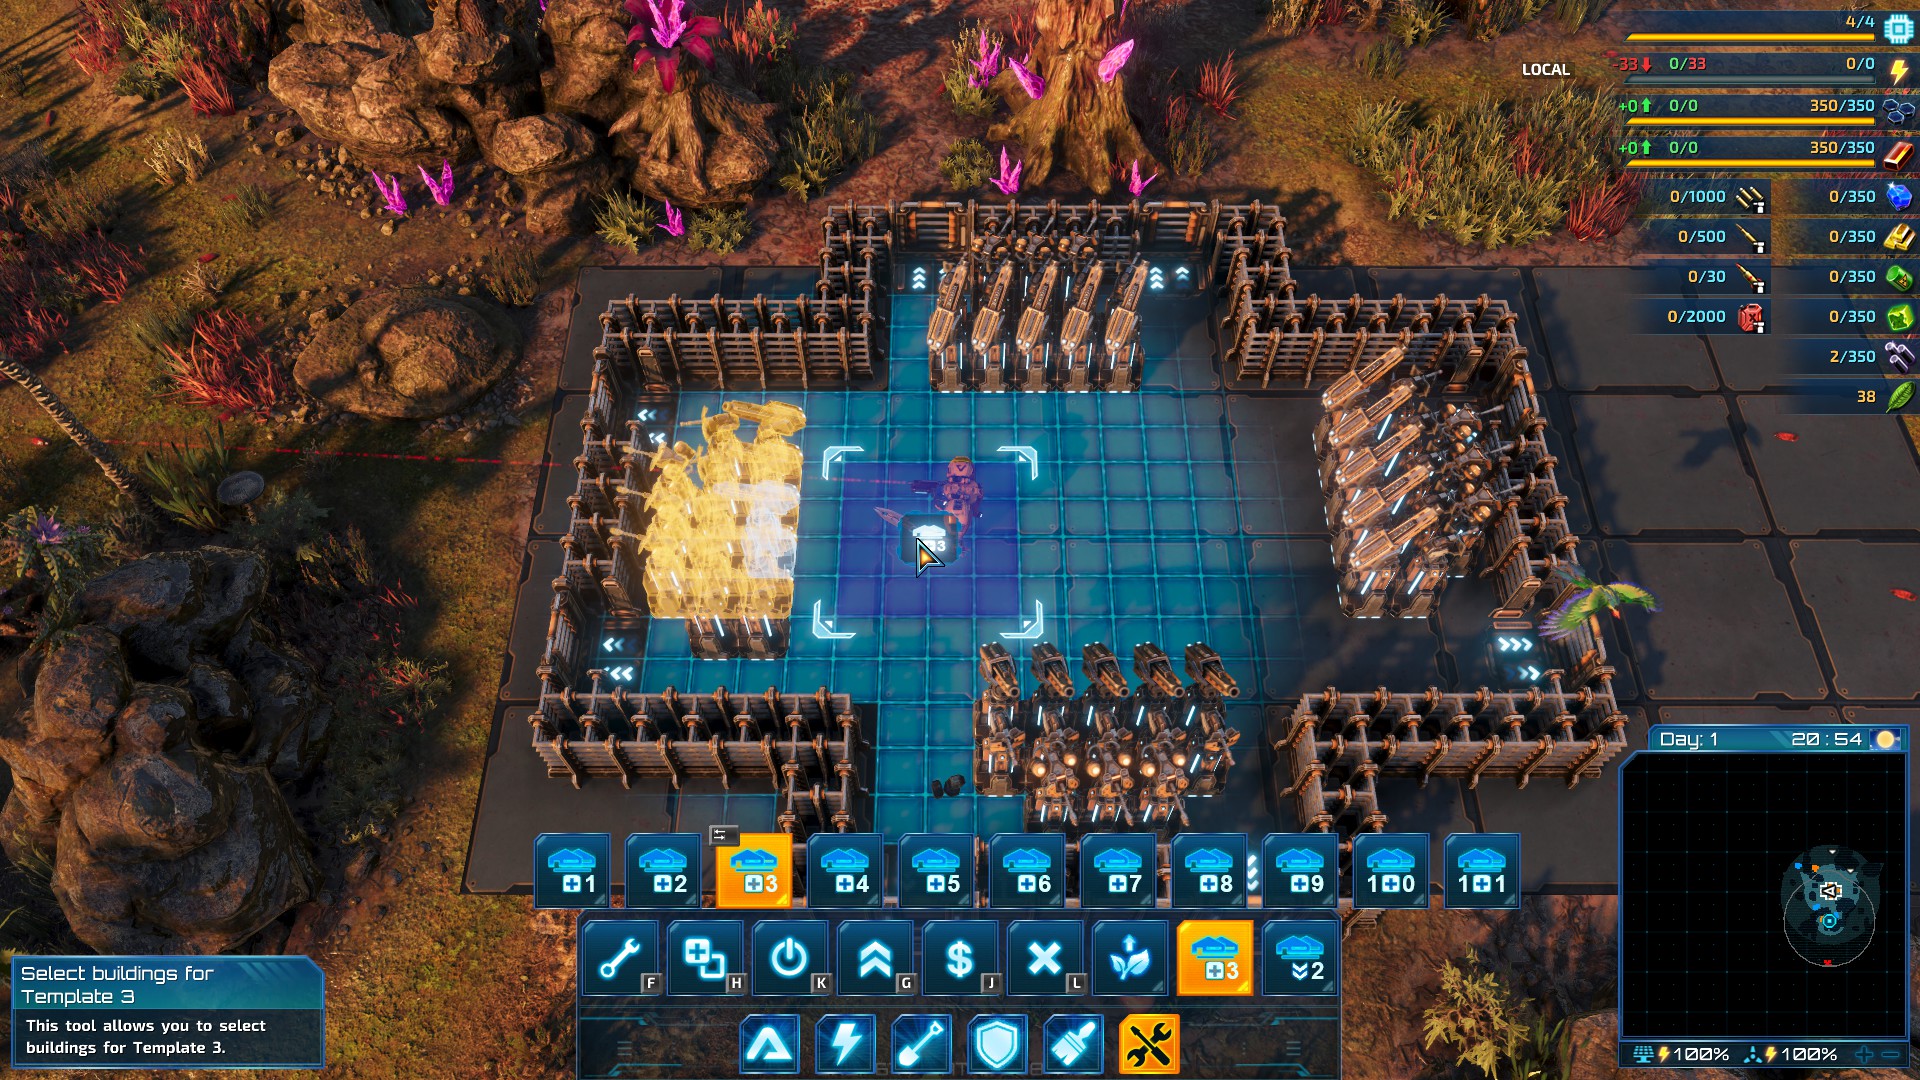 4/4
LOCAL
-33 0/33 0/0
+0 0/0 350/350
+0 0/0 350/350
0/1000 0/350
0/500 0/350
0/30 0/350
0/2000 0/350
2/350
38
3
Day: 1 20:54
1 2 3 4 5 6 7 8 9 10 11
F H K G J L 3 2
Select buildings for
Template 3
This tool allows you to select
buildings for Template 3.
100% 100%